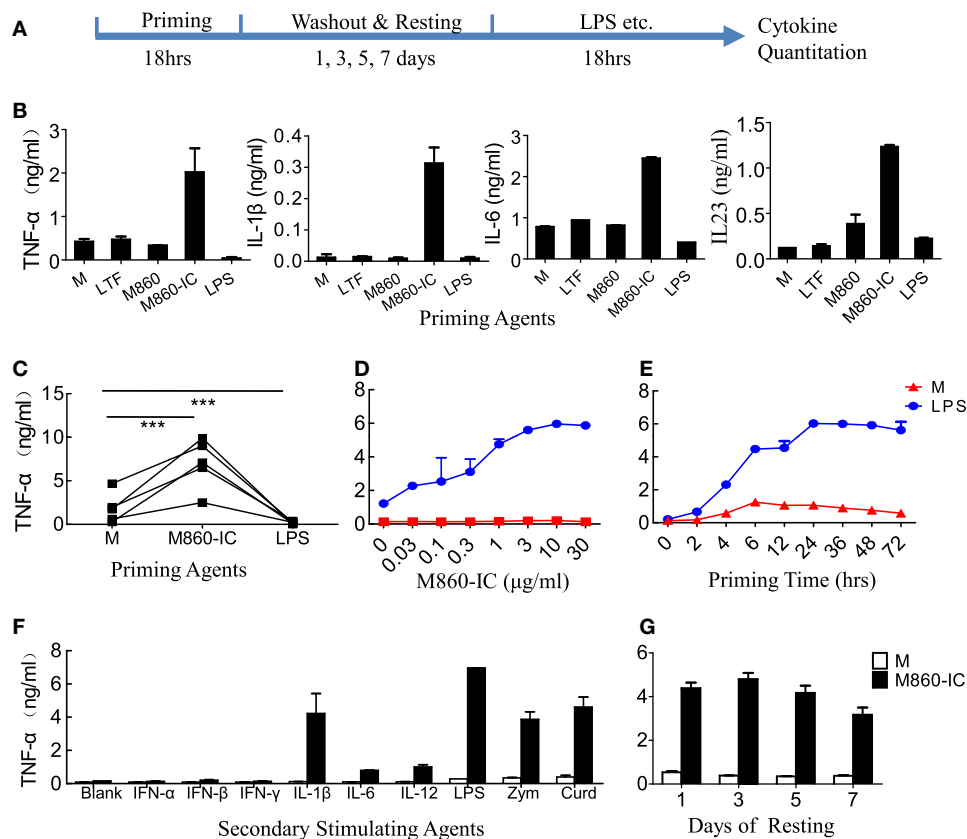 A
Priming
Washout & Resting
LPS etc.
Cytokine
Quantitation
18hrs
1, 3, 5, 7 days
18hrs
B
TNF-α (ng/ml)
3
2
1
0
M
LTF
M860
M860-IC
LPS
IL-1β (ng/ml)
0.4
0.3
0.2
0.1
0.0
M
LTF
M860
M860-IC
LPS
IL-6 (ng/ml)
3
2
1
0
M
LTF
M860
M860-IC
LPS
IL23 (ng/ml)
1.5
1.0
0.5
0.0
M
LTF
M860
M860-IC
LPS
Priming Agents
C
TNF-α (ng/ml)
15
10
5
0
***
***
M
M860-IC
LPS
Priming Agents
D
8
6
4
2
0
0
0.03
0.1
0.3
1
3
10
30
M860-IC (μg/ml)
E
8
6
4
2
0
0
2
4
6
12
24
36
48
72
Priming Time (hrs)
M
LPS
F
TNF-α (ng/ml)
8
6
4
2
0
Blank
IFN-α
IFN-β
IFN-γ
IL-1β
IL-6
IL-12
LPS
Zym
Curd
Secondary Stimulating Agents
G
6
4
2
0
1
3
5
7
Days of Resting
M
M860-IC